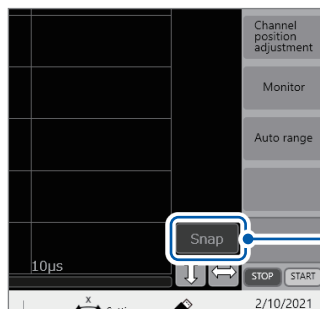 Channel
position
adjustment
Monitor
Auto range
Snap
10µs
STOP START
x
2/10/2021